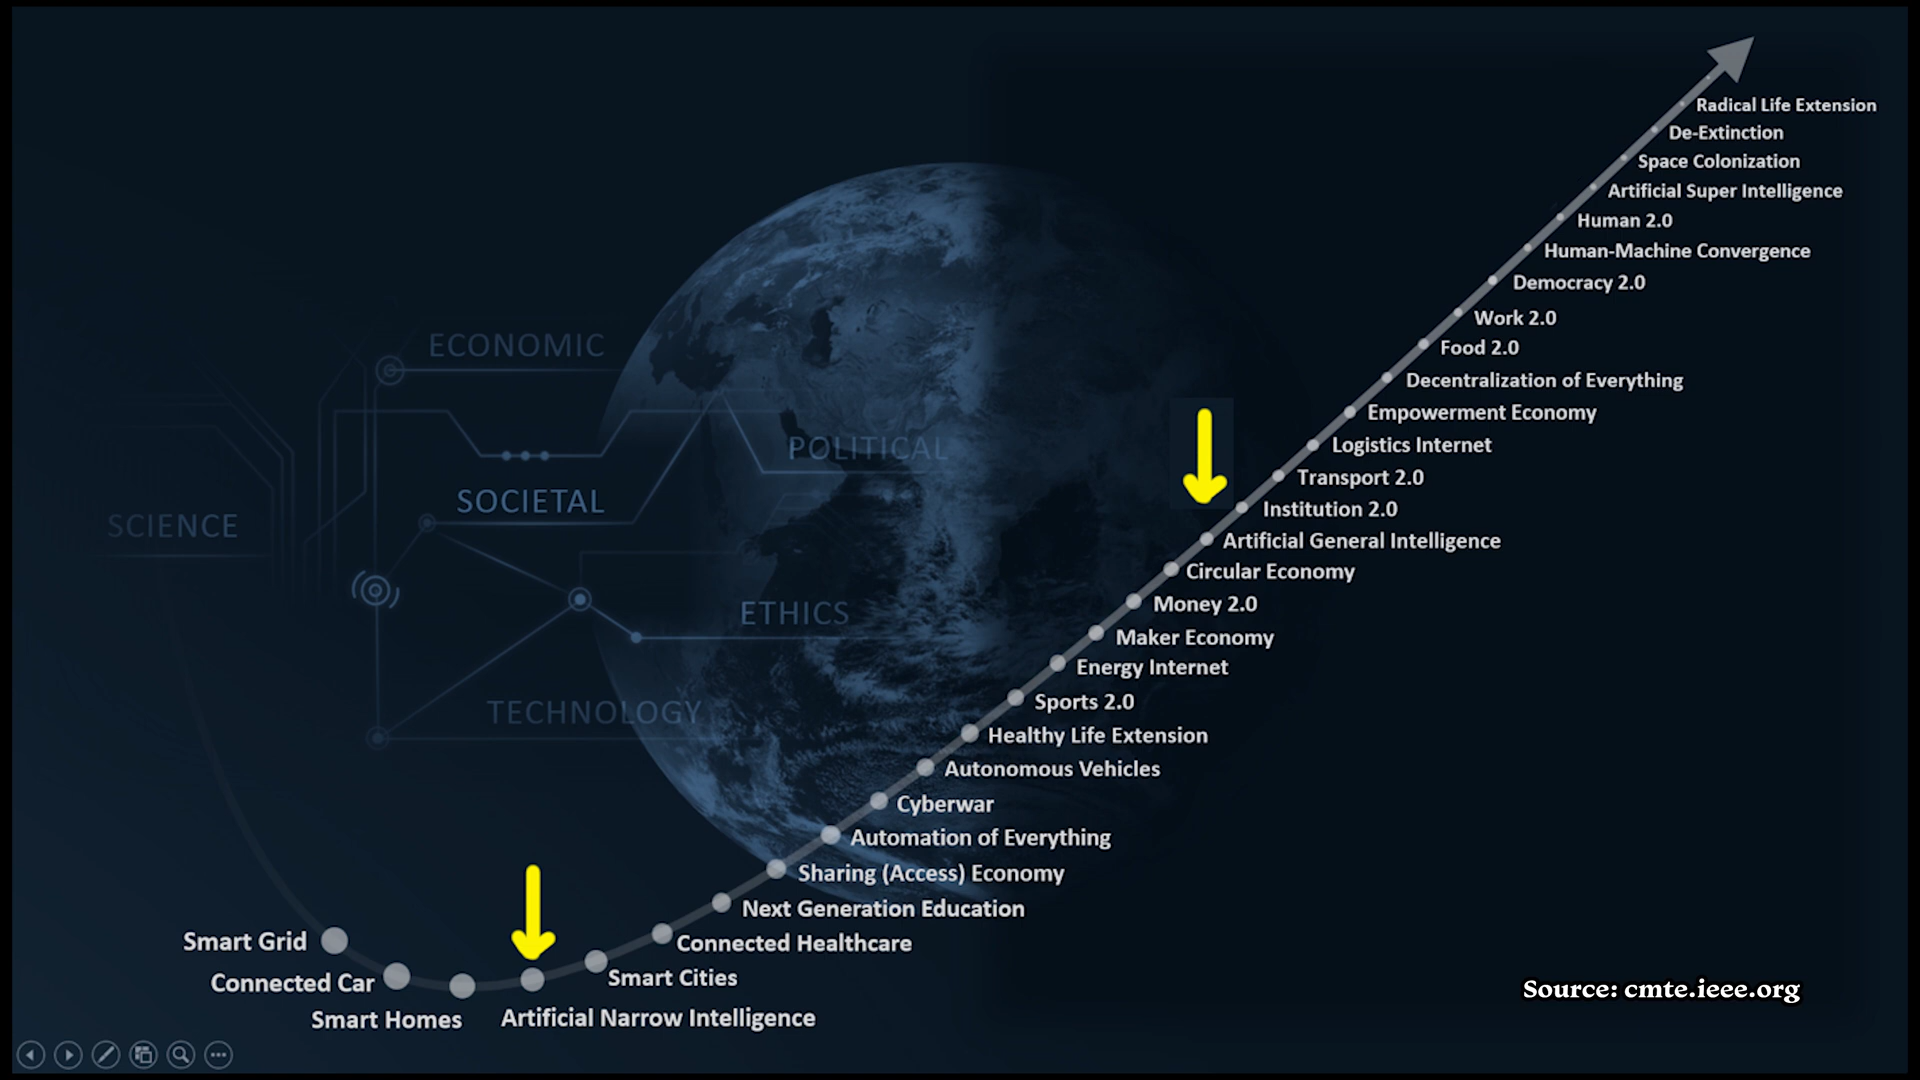 Radical Life Extension
De-Extinction
Space Colonization
Artificial Super Intelligence
Human 2.0
Human-Machine Convergence
Democracy 2.0
Work 2.0
Food 2.0
Decentralization of Everything
Empowerment Economy
Logistics Internet
Transport 2.0
Institution 2.0
Artificial General Intelligence
Circular Economy
Money 2.0
Maker Economy
Energy Internet
Sports 2.0
Healthy Life Extension
Autonomous Vehicles
Cyberwar
Automation of Everything
Sharing (Access) Economy
Next Generation Education
Connected Healthcare
Smart Cities
Artificial Narrow Intelligence
Smart Homes
Connected Car
Smart Grid
ECONOMIC
POLITICAL
SOCIETAL
SCIENCE
ETHICS
TECHNOLOGY
Source: cmte.ieee.org